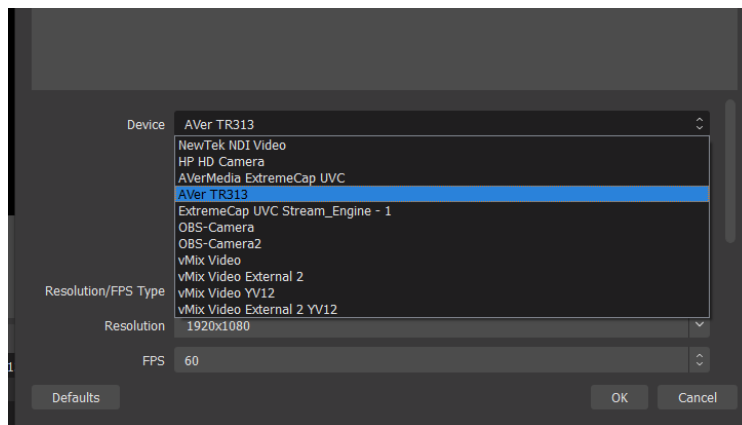 Device AVer TR313
NewTek NDI Video
HP HD Camera
AVerMedia ExtremeCap UVC
AVer TR313
ExtremeCap UVC Stream_Engine - 1
OBS-Camera
OBS-Camera2
vMix Video
vMix Video External 2
Resolution/FPS Type vMix Video YV12
vMix Video External 2 YV12
Resolution 1920x1080
1
FPS 60
Defaults OK Cancel